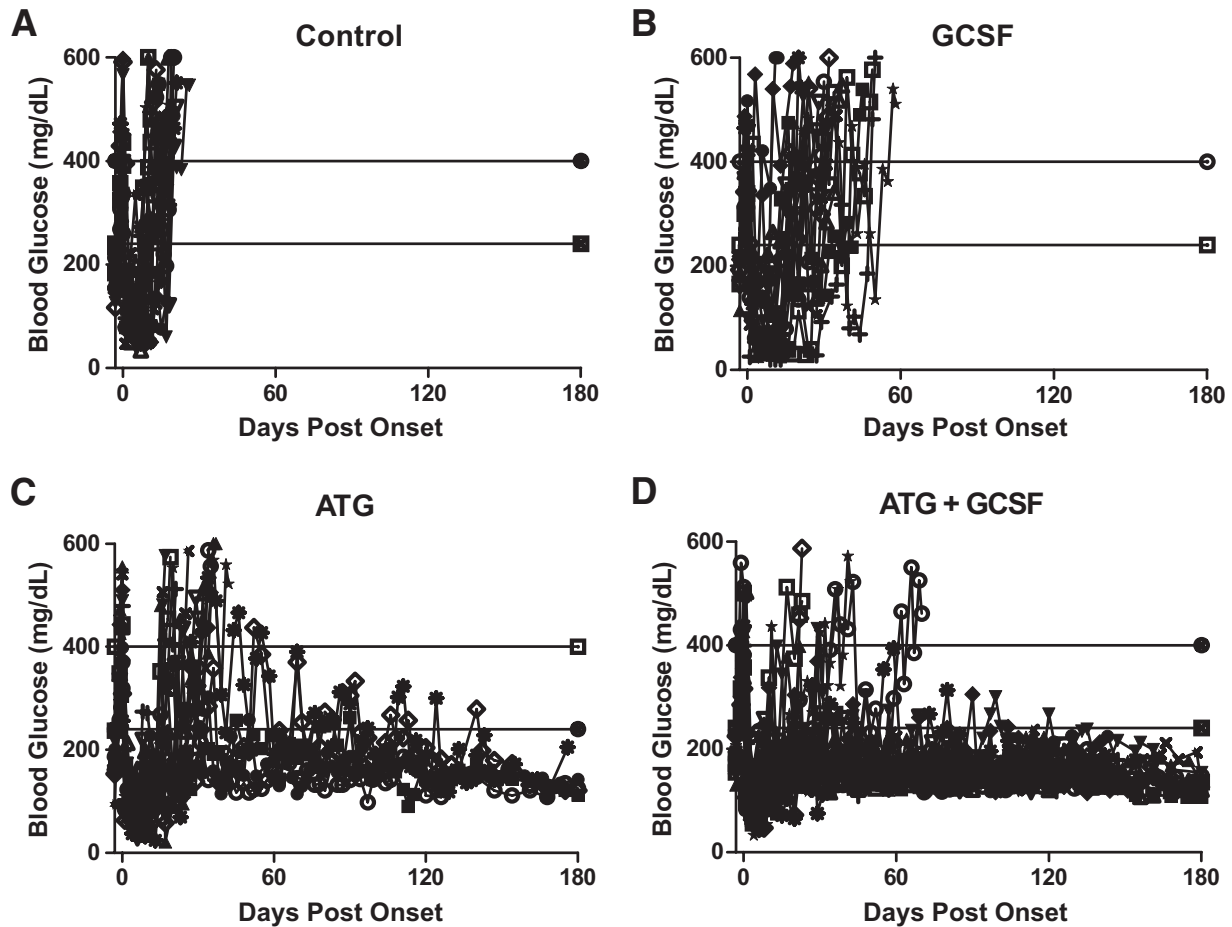 A
Control
Blood Glucose (mg/dL)
600
400
200
0
0 60 120 180
Days Post Onset
B
GCSF
Blood Glucose (mg/dL)
600
400
200
0
0 60 120 180
Days Post Onset
C
ATG
Blood Glucose (mg/dL)
600
400
200
0
0 60 120 180
Days Post Onset
D
ATG + GCSF
Blood Glucose (mg/dL)
600
400
200
0
0 60 120 180
Days Post Onset